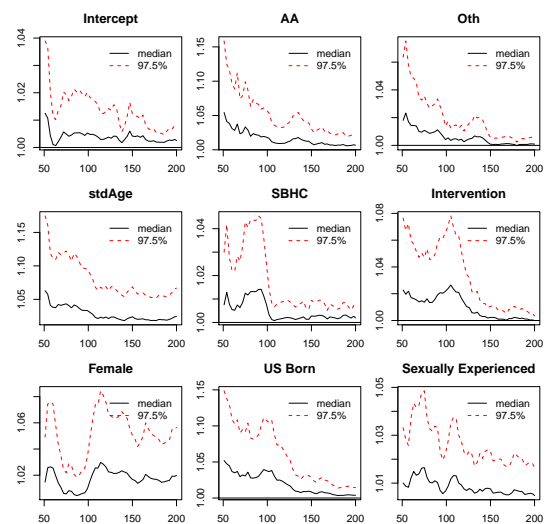 Intercept
AA
Oth
median
97.5%
median
97.5%
median
97.5%
1.00 1.02 1.04
1.00 1.05 1.10 1.15
1.00 1.04
50 100 150 200
50 100 150 200
50 100 150 200
stdAge
SBHC
Intervention
median
97.5%
median
97.5%
median
97.5%
1.05 1.15
1.00 1.02 1.04
1.00 1.04 1.08
50 100 150 200
50 100 150 200
50 100 150 200
Female
US Born
Sexually Experienced
median
97.5%
median
97.5%
median
97.5%
1.02 1.06
1.00 1.05 1.10 1.15
1.01 1.03 1.05
50 100 150 200
50 100 150 200
50 100 150 200